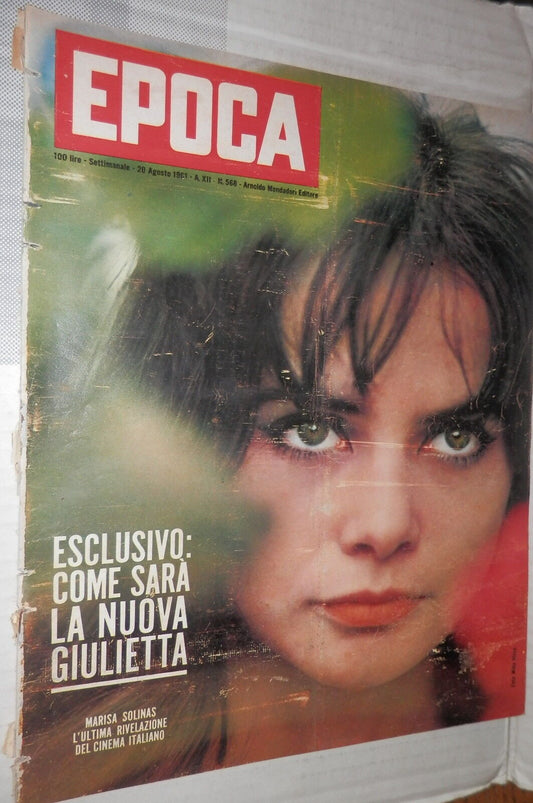 EPOCA
100 lire - Settimanale - 20 Agosto 1961 - A. XII - N. 568 - Arnoldo Mondadori Editore
ESCLUSIVO:
COME SARÀ
LA NUOVA
GIULIETTA
MARISA SOLINAS
L'ULTIMA RIVELAZIONE
DEL CINEMA ITALIANO